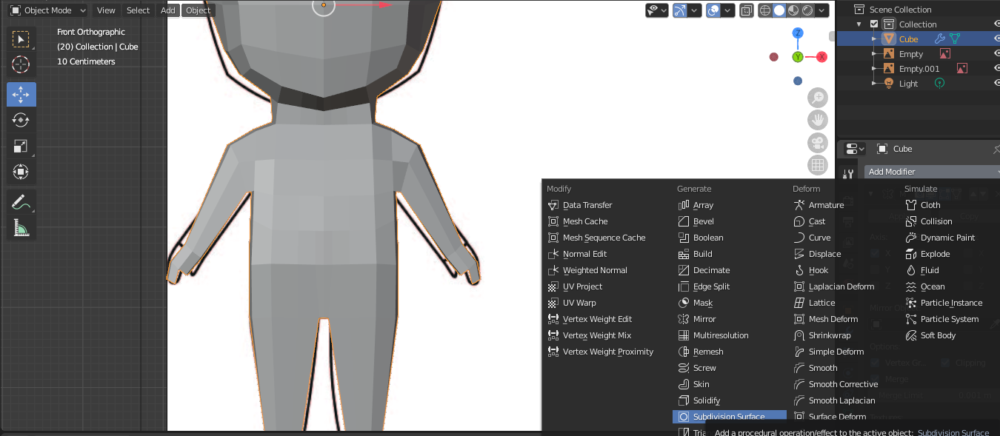 Object Mode View Select Add Object
Front Orthographic
(20) Collection | Cube
10 Centimeters
Z
Y
X
Scene Collection
Collection
Cube
Empty
Empty.001
Light
Cube
Add Modifier
Modify Generate Deform Simulate
Data Transfer Array Armature Cloth
Mesh Cache Bevel Cast Collision
Mesh Sequence Cache Boolean Curve Dynamic Paint
Normal Edit Build Displace Explode
Weighted Normal Decimate Hook Fluid
UV Project Edge Split Laplacian Deform Ocean
UV Warp Mask Lattice Particle Instance
Vertex Weight Edit Mirror Mesh Deform Particle System
Vertex Weight Mix Multiresolution Shrinkwrap Soft Body
Vertex Weight Proximity Remesh Simple Deform
Options:
Screw Smooth
Vertex Gr... Clipping
Skin Smooth Corrective
Merge
Solidify Smooth Laplacian
Subdivision Surface Surface Deform
Add a procedural operation/effect to the active object: Subdivision Surface